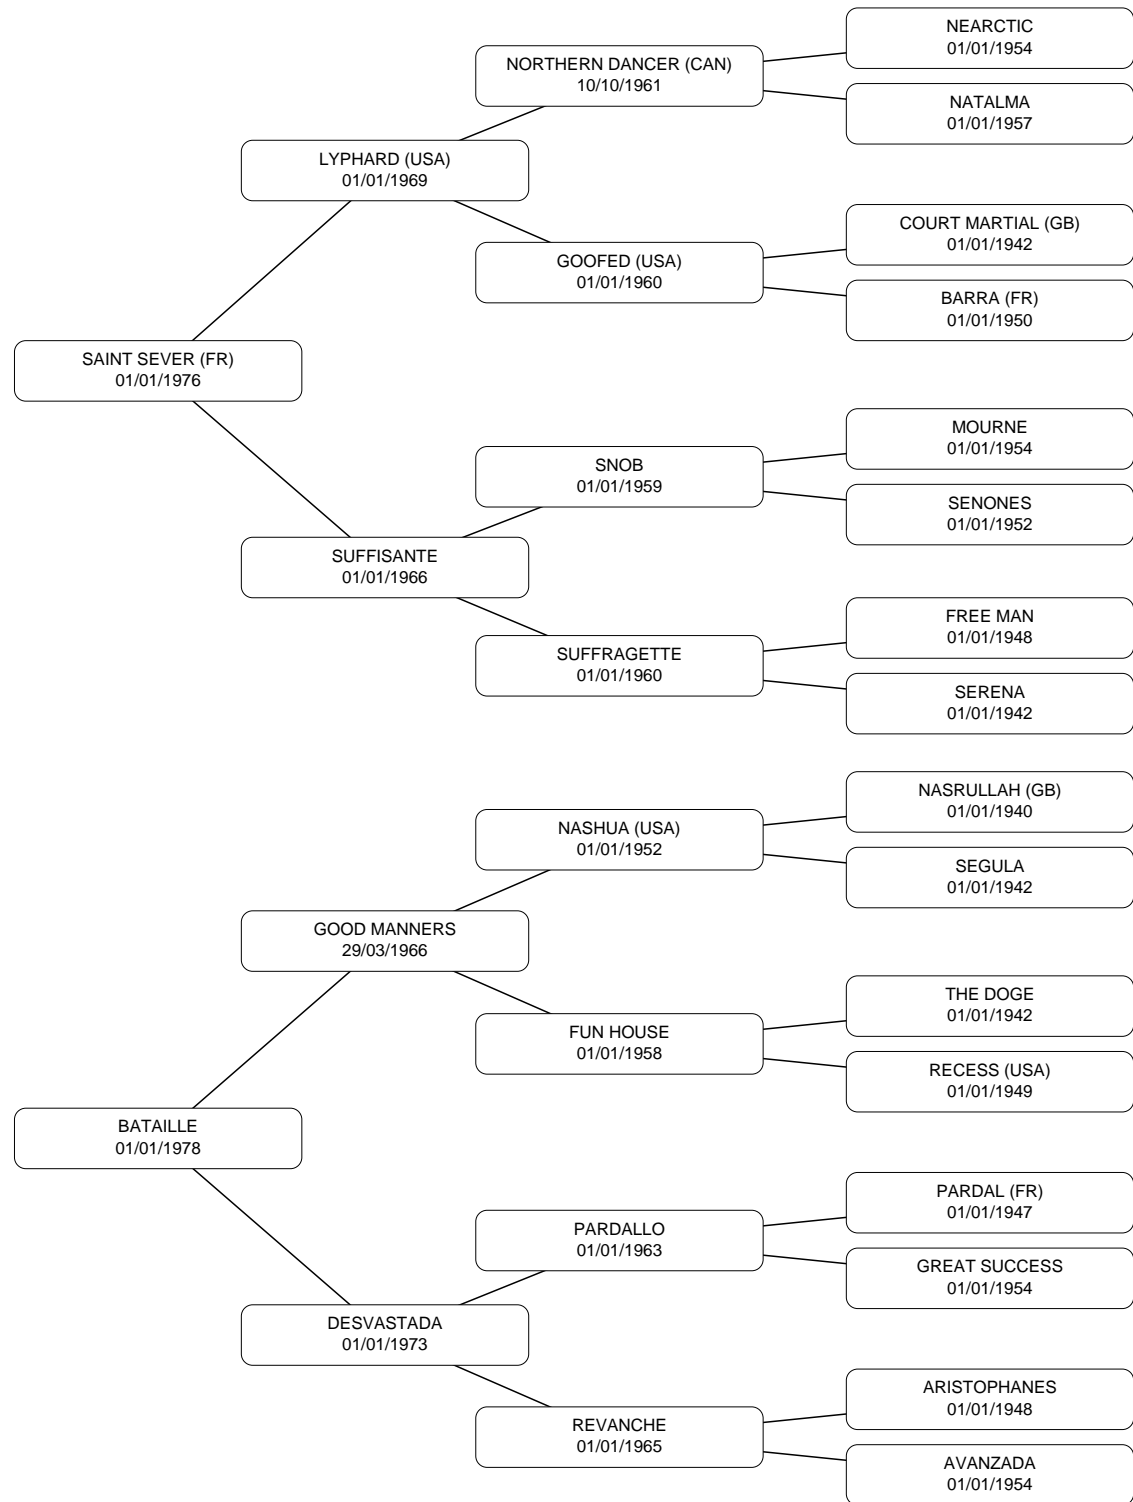 NEARCTIC
01/01/1954
NORTHERN DANCER (CAN)
10/10/1961
NATALMA
01/01/1957
LYPHARD (USA)
01/01/1969
COURT MARTIAL (GB)
01/01/1942
GOOFED (USA)
01/01/1960
BARRA (FR)
01/01/1950
SAINT SEVER (FR)
01/01/1976
MOURNE
01/01/1954
SNOB
01/01/1959
SENONES
01/01/1952
SUFFISANTE
01/01/1966
FREE MAN
01/01/1948
SUFFRAGETTE
01/01/1960
SERENA
01/01/1942
NASRULLAH (GB)
01/01/1940
NASHUA (USA)
01/01/1952
SEGULA
01/01/1942
GOOD MANNERS
29/03/1966
THE DOGE
01/01/1942
FUN HOUSE
01/01/1958
RECESS (USA)
01/01/1949
BATAILLE
01/01/1978
PARDAL (FR)
01/01/1947
PARDALLO
01/01/1963
GREAT SUCCESS
01/01/1954
DESVASTADA
01/01/1973
ARISTOPHANES
01/01/1948
REVANCHE
01/01/1965
AVANZADA
01/01/1954